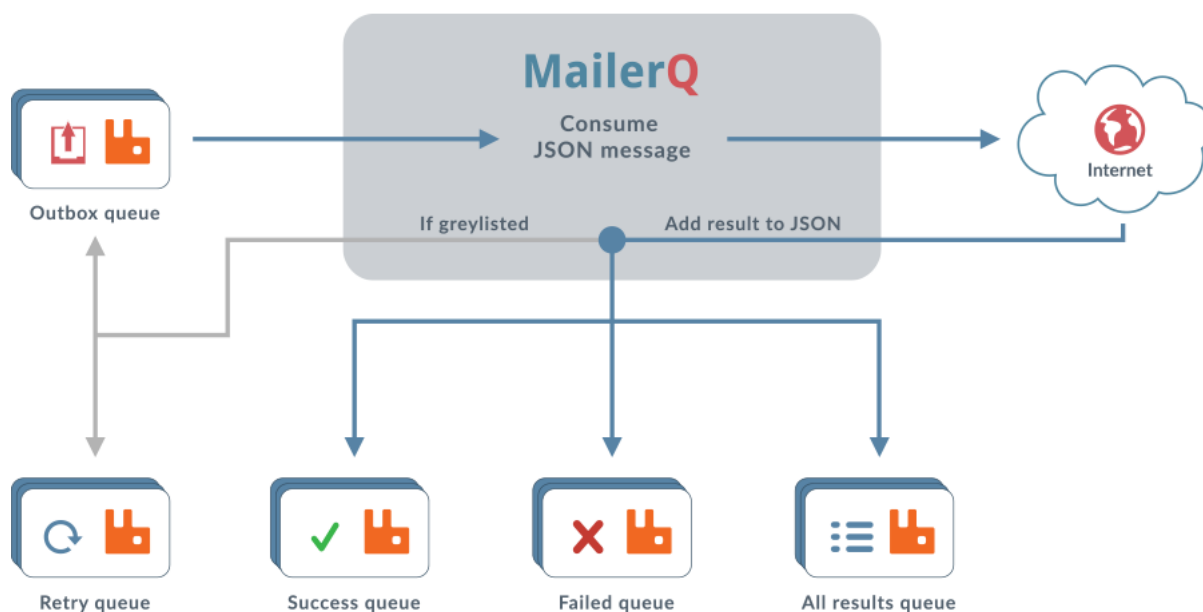 MailerQ
Consume
JSON message
Internet
Outbox queue
If greylisted
Add result to JSON
Retry queue
Success queue
Failed queue
All results queue